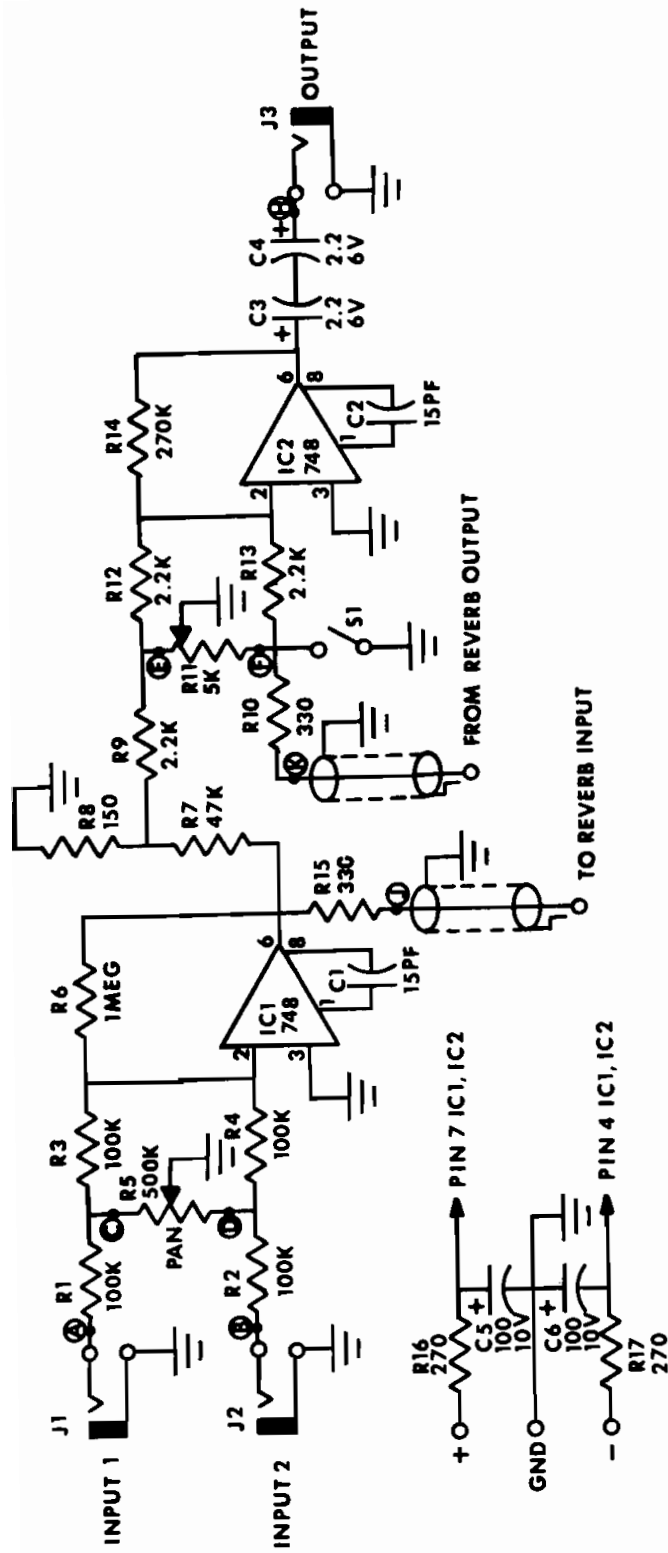 J1
INPUT 1
A
R1
100K
C
R3
100K
R5
500K
PAN
J2
INPUT 2
B
R2
100K
D
R4
100K
R6
1MEG
2
3
IC1
748
6
8
1
C1
15PF
R8
150
R7
47K
R15
330
J
TO REVERB INPUT
R9
2.2K
E
R11
5K
F
R10
330
K
FROM REVERB OUTPUT
S1
R12
2.2K
R13
2.2K
R14
270K
2
3
IC2
748
6
8
1
C2
15PF
+
C3
2.2
6V
+
C4
2.2
6V
H
J3
OUTPUT
+
R16
270
PIN 7 IC1, IC2
+
C5
100
10V
GND
+
C6
100
10V
-
R17
270
PIN 4 IC1, IC2